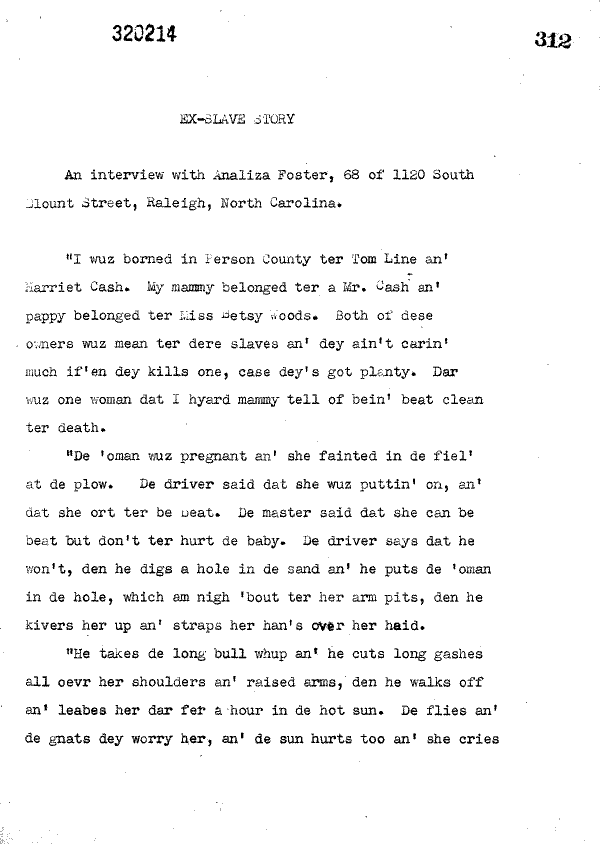 320214
312
EX-SLAVE STORY
An interview with Analiza Foster, 68 of 1120 South
Blount Street, Raleigh, North Carolina.
"I wuz borned in Person County ter Tom Line an'
Harriet Cash. My mammy belonged ter a Mr. Cash an'
pappy belonged ter Miss Betsy Woods. Both of dese
owners wuz mean ter dere slaves an' dey ain't carin'
much if'en dey kills one, case dey's got planty. Dar
wuz one woman dat I hyard mammy tell of bein' beat clean
ter death.
"De 'oman wuz pregnant an' she fainted in de fiel'
at de plow. De driver said dat she wuz puttin' on, an'
dat she ort ter be beat. De master said dat she can be
beat but don't ter hurt de baby. De driver says dat he
won't, den he digs a hole in de sand an' he puts de 'oman
in de hole, which am nigh 'bout ter her arm pits, den he
kivers her up an' straps her han's over her haid.
"He takes de long bull whup an' he cuts long gashes
all oevr her shoulders an' raised arms, den he walks off
an' leabes her dar fer a hour in de hot sun. De flies an'
de gnats dey worry her, an' de sun hurts too an' she cries